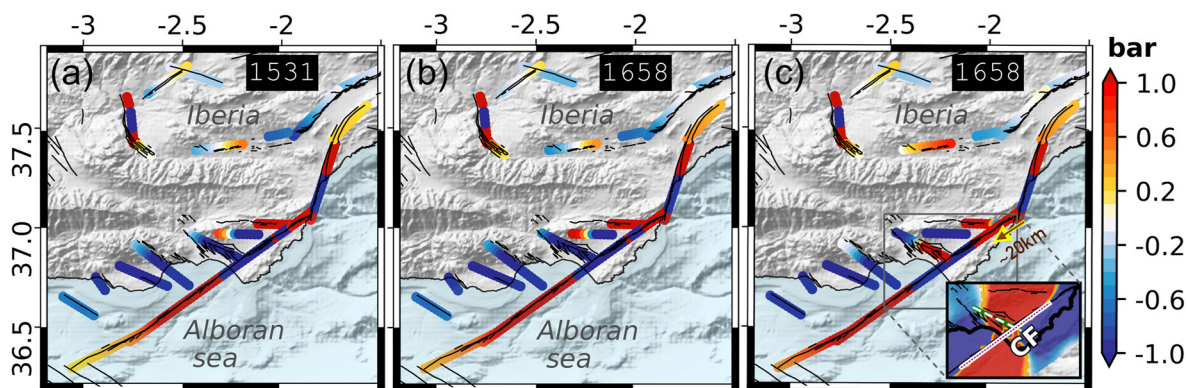 -3 -2.5 -2 -3 -2.5 -2 -3 -2.5 -2
bar
(a) 1531 (b) 1658 (c) 1658
1.0
Iberia Iberia Iberia
0.6
37.5
0.2
37.0
-0.2
~20km
-0.6
36.5
Alboran Alboran Alboran
sea sea sea
CF
-1.0